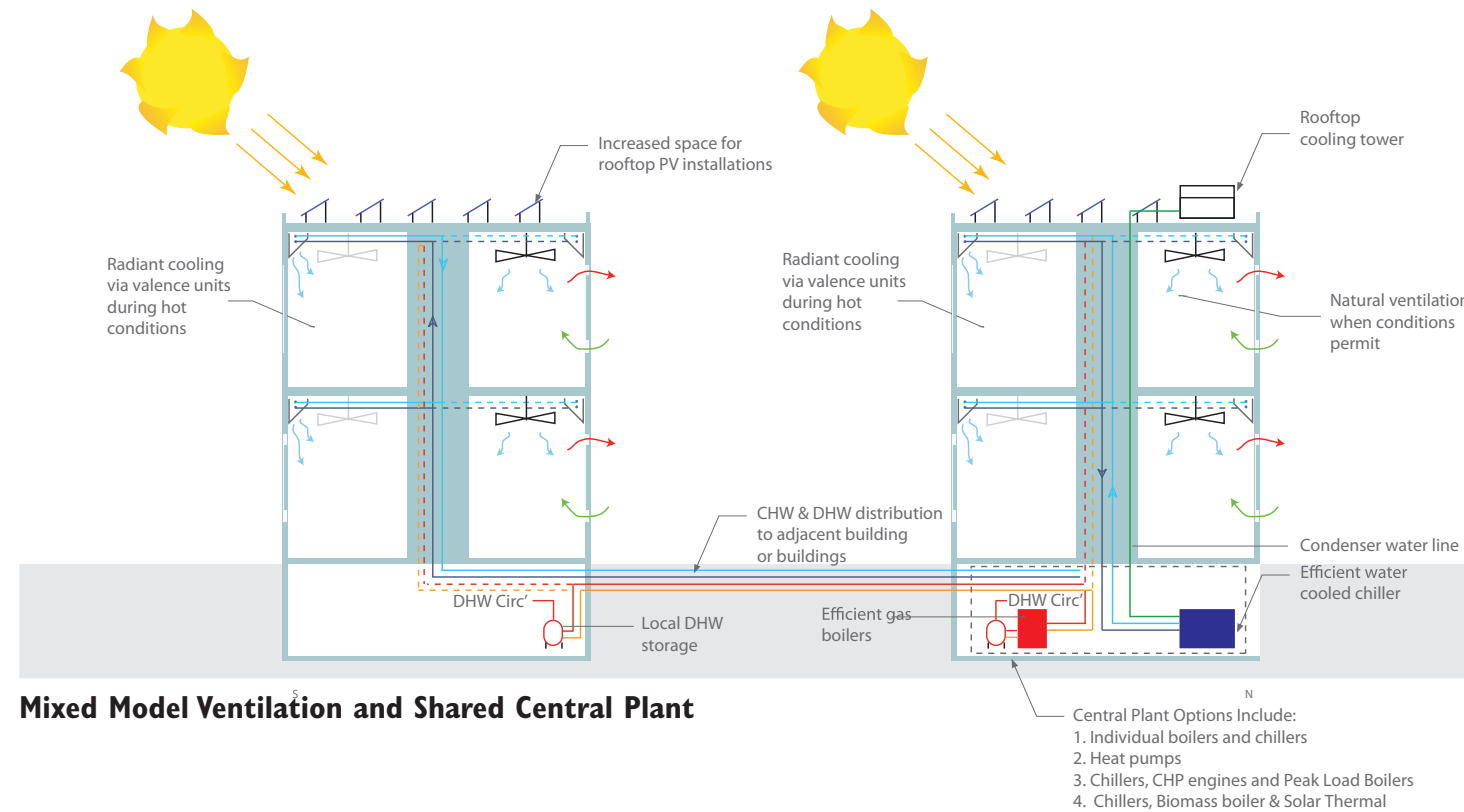 Increased space for
rooftop PV installations
Rooftop
cooling tower
Radiant cooling
via valence units
during hot
conditions
Radiant cooling
via valence units
during hot
conditions
Natural ventilation
when conditions
permit
CHW & DHW distribution
to adjacent building
or buildings
Condenser water line
Efficient water
cooled chiller
DHW Circ'
Local DHW
storage
Efficient gas
boilers
DHW Circ'
S
N
Mixed Model Ventilation and Shared Central Plant
Central Plant Options Include:
1. Individual boilers and chillers
2. Heat pumps
3. Chillers, CHP engines and Peak Load Boilers
4. Chillers, Biomass boiler & Solar Thermal